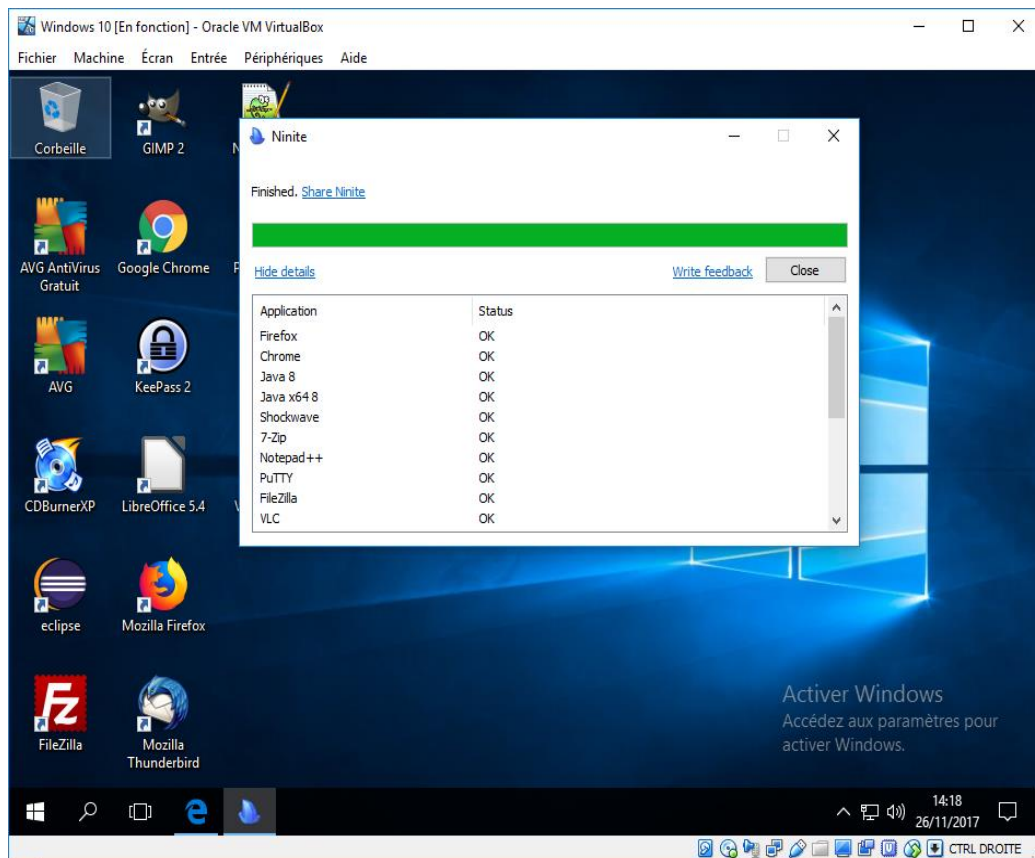 Windows 10 [En fonction] - Oracle VM VirtualBox
Fichier Machine Écran Entrée Périphériques Aide
Corbeille
GIMP 2
N
AVG AntiVirus
Gratuit
Google Chrome
AVG
KeePass 2
CDBurnerXP
LibreOffice 5.4
eclipse
Mozilla Firefox
FileZilla
Mozilla
Thunderbird
Ninite
Finished. Share Ninite
Hide details
Write feedback
Close
Application Status
Firefox OK
Chrome OK
Java 8 OK
Java x64 8 OK
Shockwave OK
7-Zip OK
Notepad++ OK
PuTTY OK
FileZilla OK
VLC OK
Activer Windows
Accédez aux paramètres pour
activer Windows.
14:18
26/11/2017
CTRL DROITE